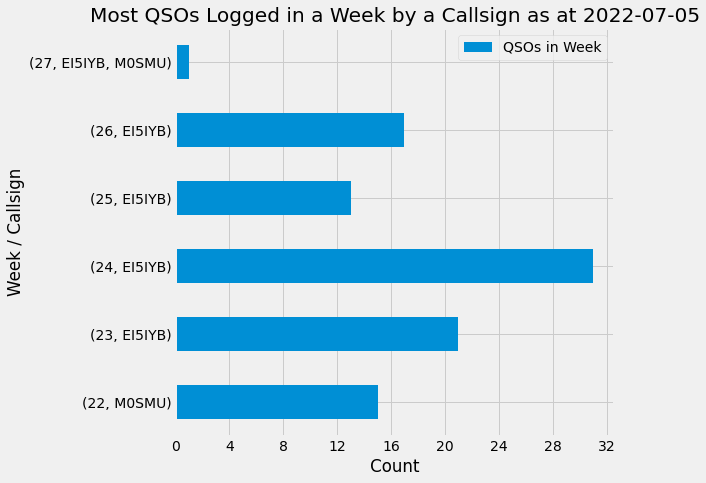 Most QSOs Logged in a Week by a Callsign as at 2022-07-05
QSOs in Week
(27, EI5IYB, M0SMU)
(26, EI5IYB)
(25, EI5IYB)
(24, EI5IYB)
(23, EI5IYB)
(22, M0SMU)
Week / Callsign
0 4 8 12 16 20 24 28 32
Count